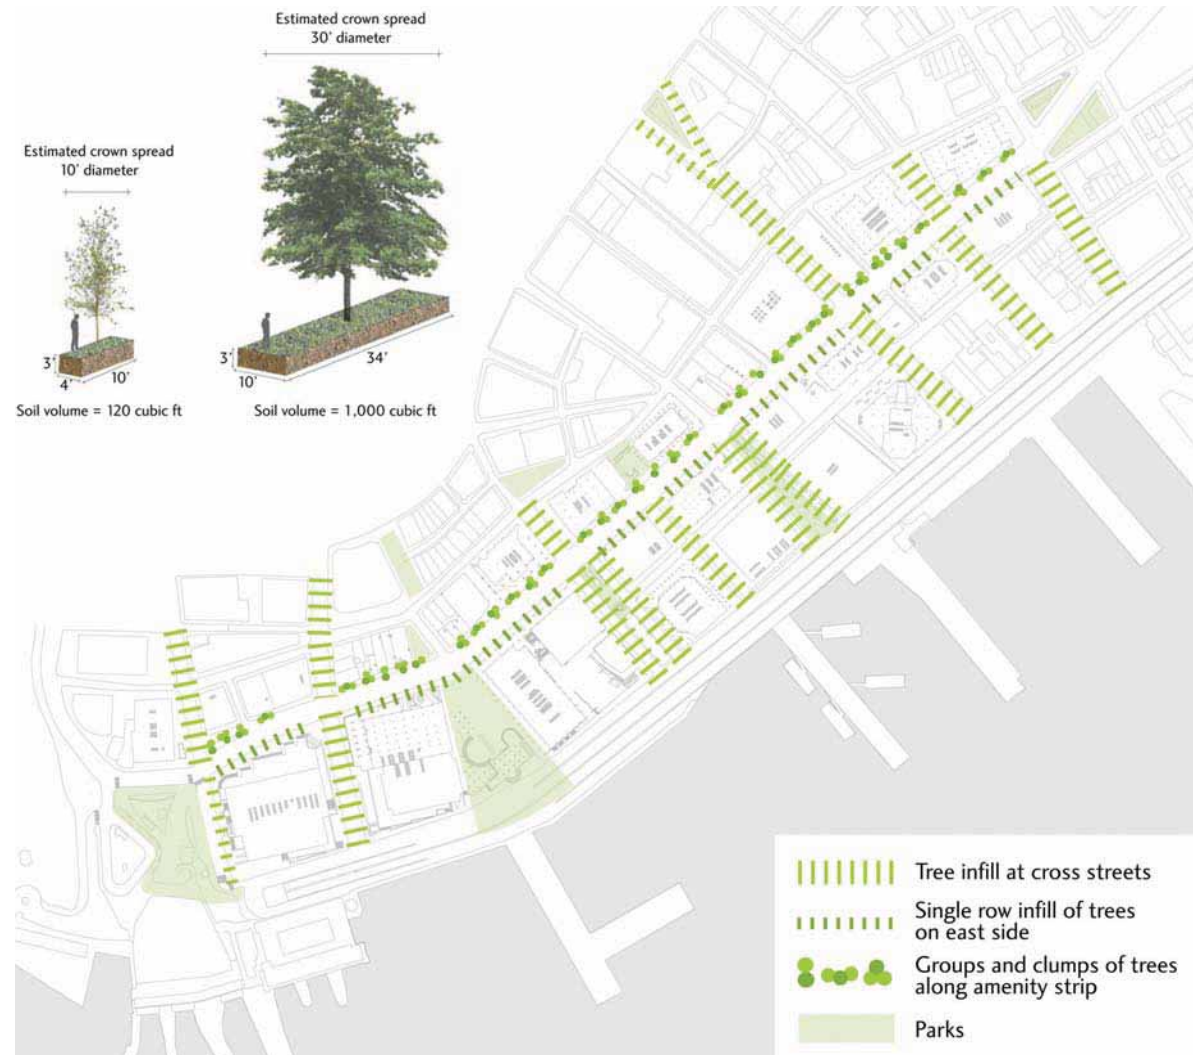 Estimated crown spread
30' diameter
Estimated crown spread
10' diameter
3'
4'
10'
Soil volume = 120 cubic ft
3'
10'
34'
Soil volume = 1,000 cubic ft
Tree infill at cross streets
Single row infill of trees
on east side
Groups and clumps of trees
along amenity strip
Parks